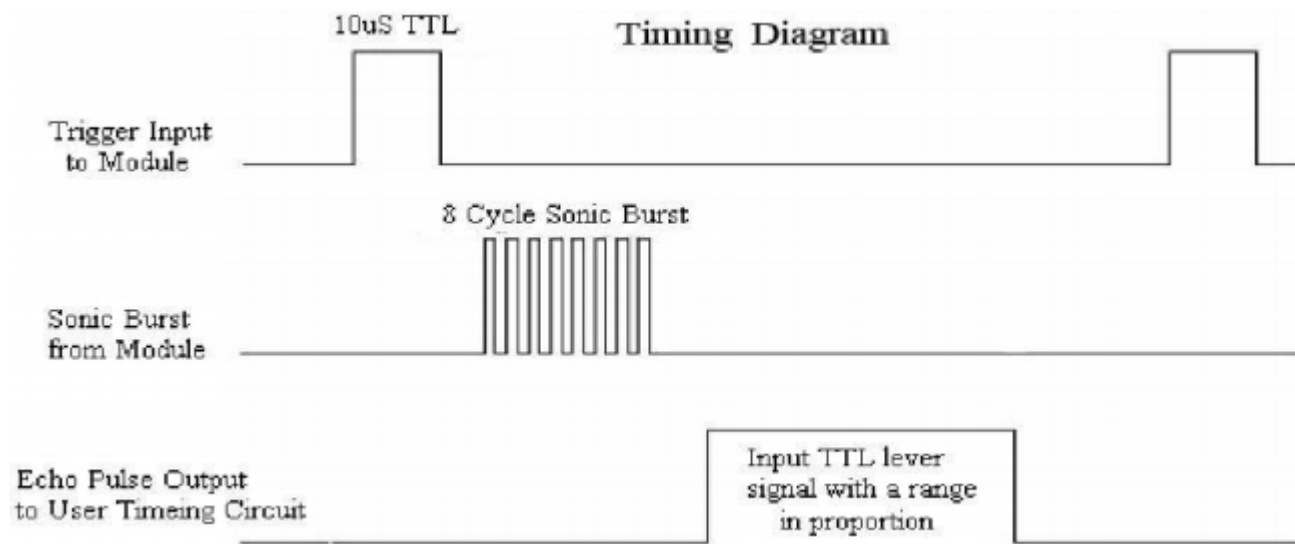 10uS TTL
Timing Diagram
Trigger Input
to Module
8 Cycle Sonic Burst
Sonic Burst
from Module
Echo Pulse Output
to User Timeing Circuit
Input TTL lever
signal with a range
in proportion